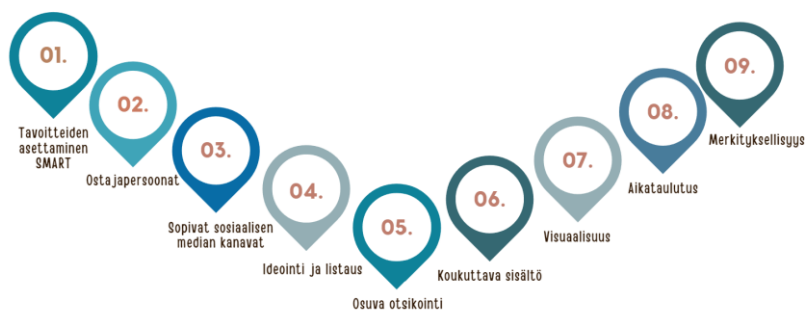 01.
Tavoitteiden
asettaminen
SMART
02.
Ostajapersoonat
03.
Sopivat sosiaalisen
median kanavat
04.
Ideointi ja listaus
05.
Osuva otsikointi
06.
Koukuttava sisältö
07.
Visuaalisuus
08.
Aikataulutus
09.
Merkityksellisyys